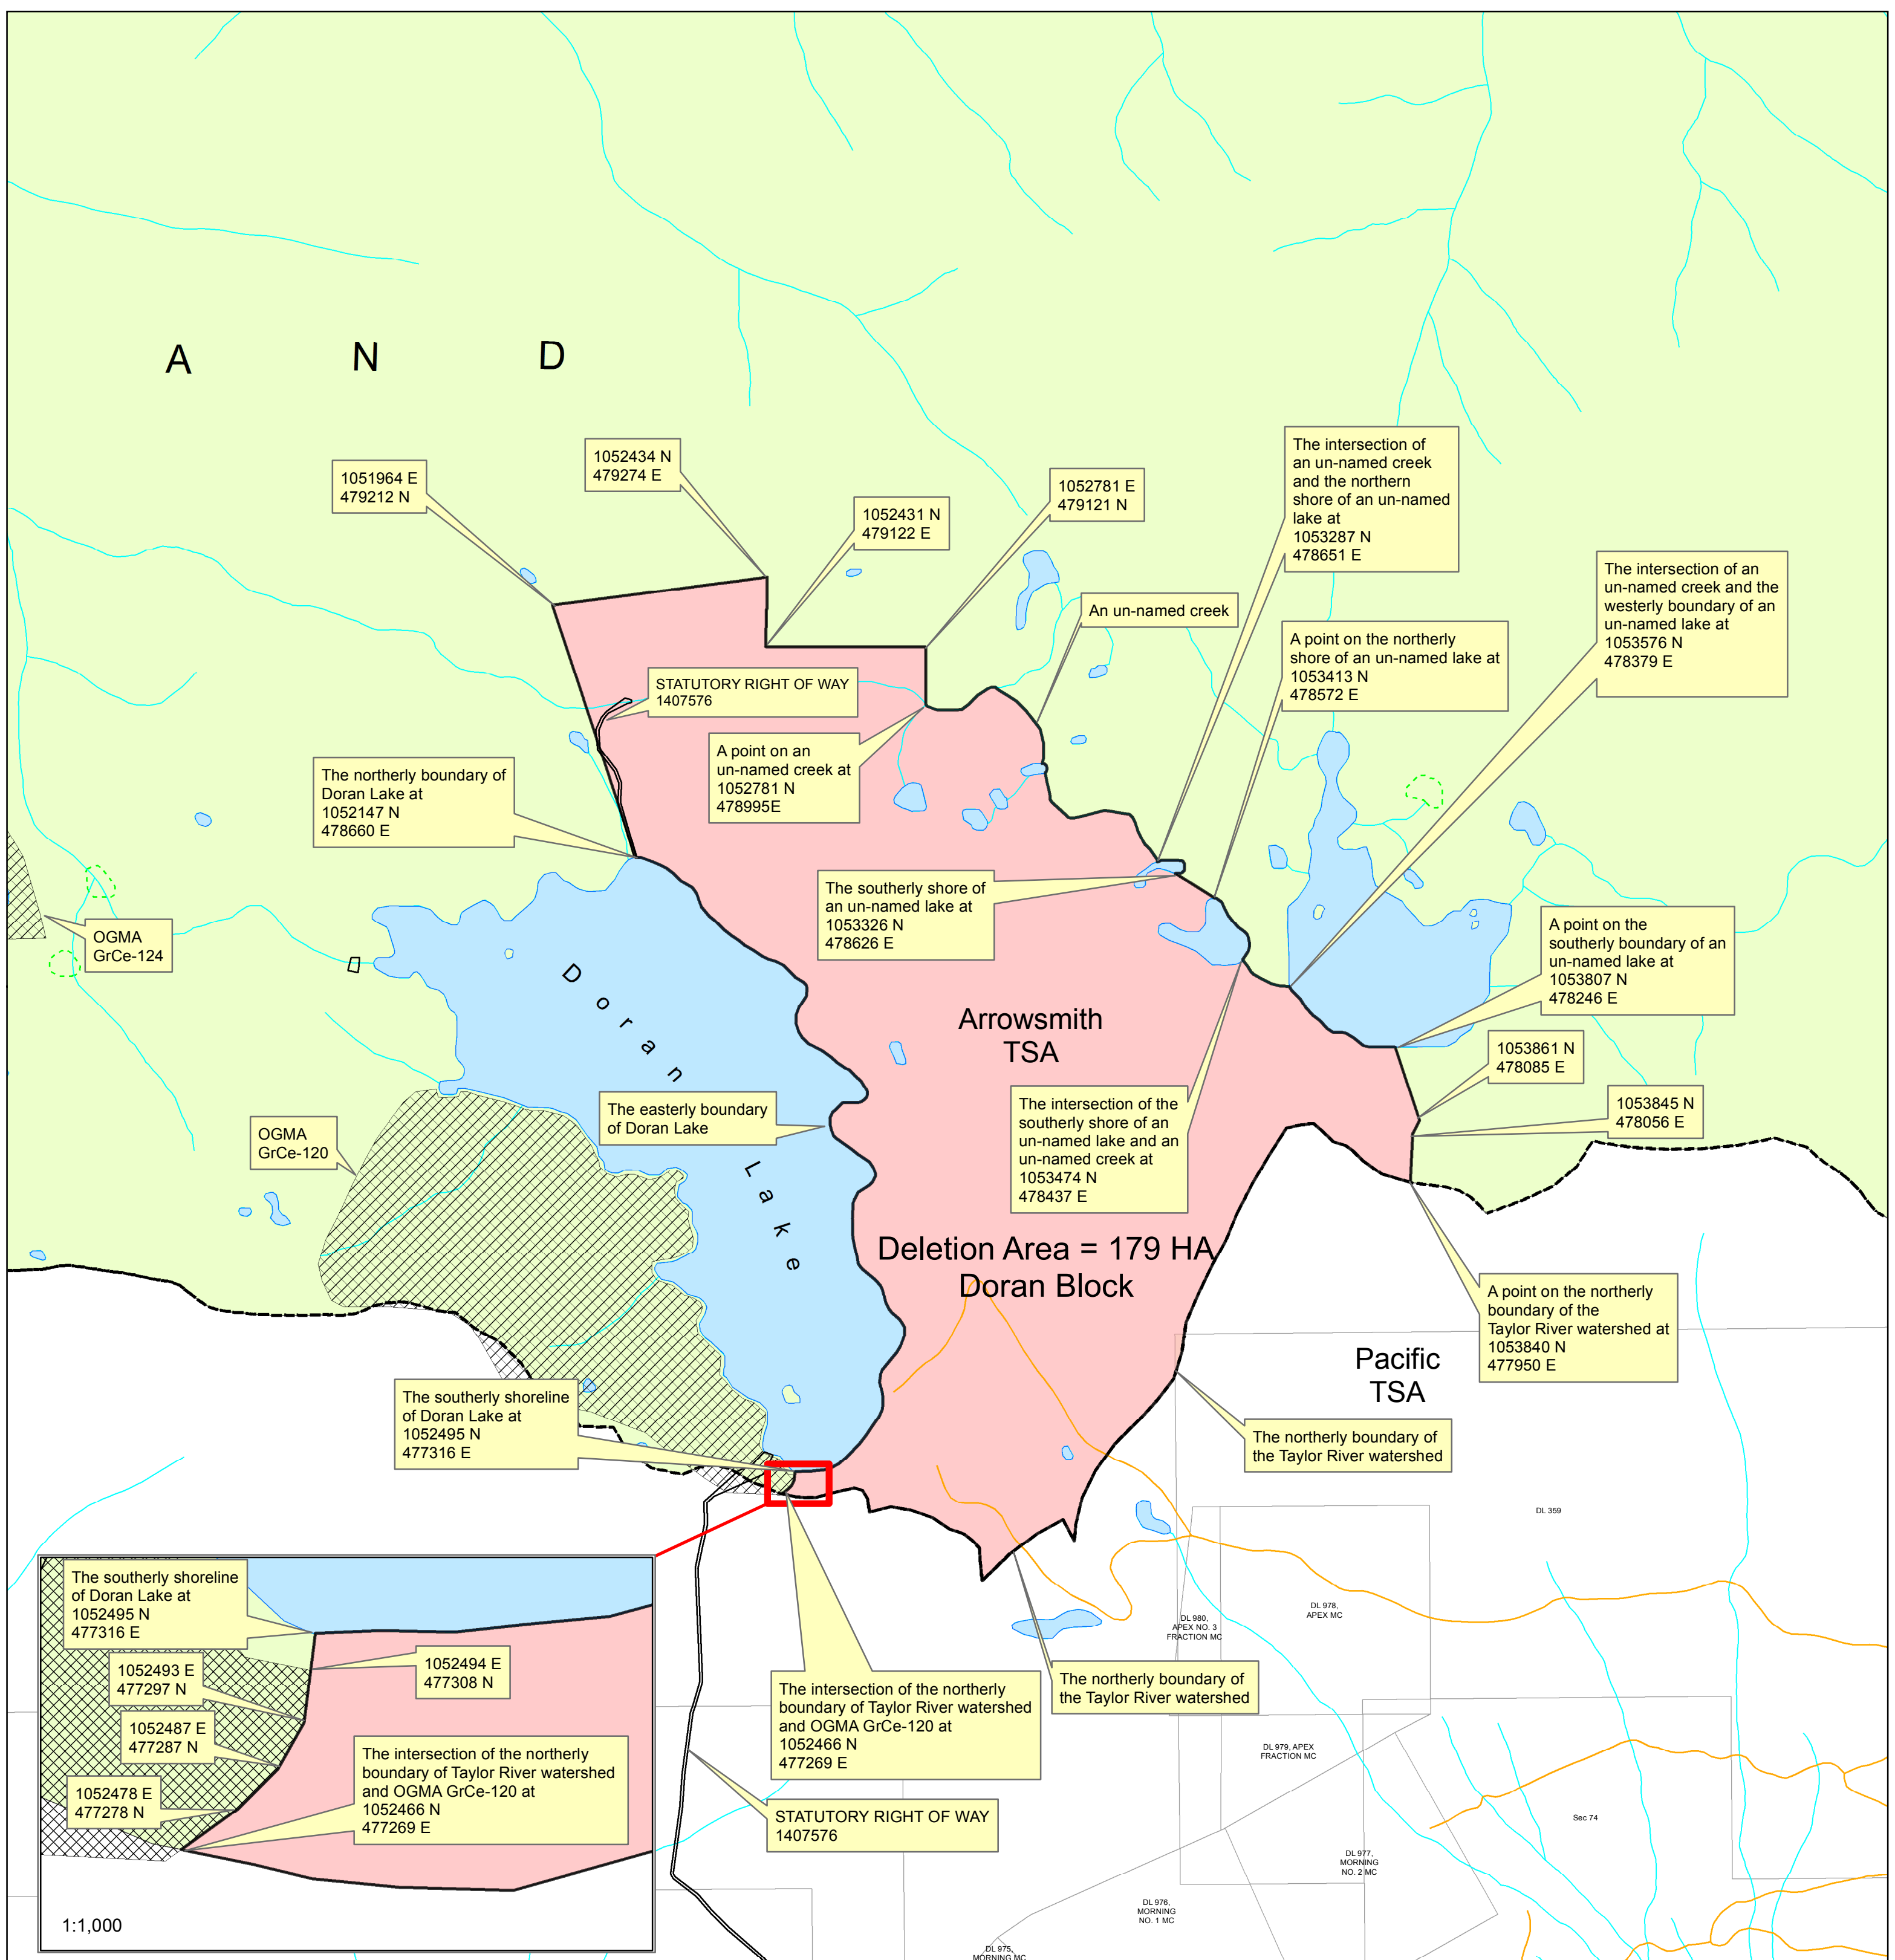 A N D
1052434 N
479274 E
1051964 E
479212 N
1052431 N
479122 E
1052781 E
479121 N
The intersection of
an un-named creek
and the northern
shore of an un-named
lake at
1053287 N
478651 E
The intersection of an
un-named creek and the
westerly boundary of an
un-named lake at
1053576 N
478379 E
An un-named creek
A point on the northerly
shore of an un-named lake at
1053413 N
478572 E
STATUTORY RIGHT OF WAY
1407576
A point on an
un-named creek at
1052781 N
478995E
The northerly boundary of
Doran Lake at
1052147 N
478660 E
The southerly shore of
an un-named lake at
1053326 N
478626 E
OGMA
GrCe-124
A point on the
southerly boundary of an
un-named lake at
1053807 N
478246 E
Doran Lake
Arrowsmith
TSA
1053861 N
478085 E
1053845 N
478056 E
The easterly boundary
of Doran Lake
The intersection of the
southerly shore of an
un-named lake and an
un-named creek at
1053474 N
478437 E
OGMA
GrCe-120
Deletion Area = 179 HA
Doran Block
A point on the northerly
boundary of the
Taylor River watershed at
1053840 N
477950 E
Pacific
TSA
The southerly shoreline
of Doran Lake at
1052495 N
477316 E
The northerly boundary of
the Taylor River watershed
DL 359
The southerly shoreline
of Doran Lake at
1052495 N
477316 E
1052494 E
477308 N
1052493 E
477297 N
1052487 E
477287 N
1052478 E
477278 N
The intersection of the northerly
boundary of Taylor River watershed
and OGMA GrCe-120 at
1052466 N
477269 E
1:1,000
The intersection of the northerly
boundary of Taylor River watershed
and OGMA GrCe-120 at
1052466 N
477269 E
The northerly boundary of
the Taylor River watershed
DL 980,
APEX NO. 3
FRACTION MC
DL 978,
APEX MC
DL 979, APEX
FRACTION MC
STATUTORY RIGHT OF WAY
1407576
Sec 74
DL 977,
MORNING
NO. 2 MC
DL 976,
MORNING
NO. 1 MC
DL 975,
MORNING MC